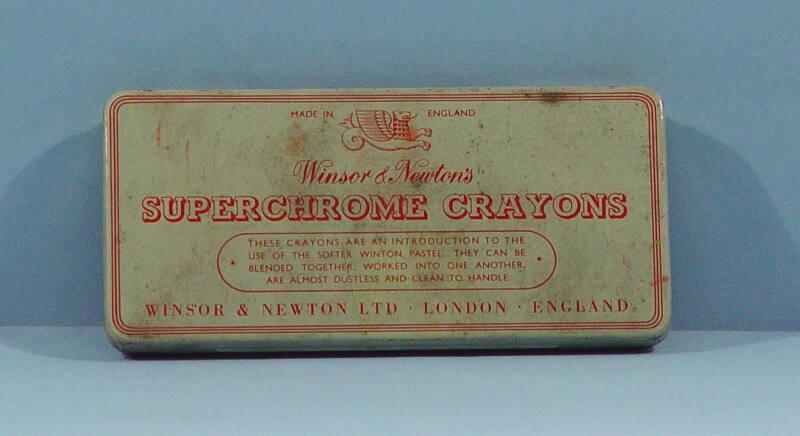 MADE IN ENGLAND
Winsor & Newton's
SUPERCHROME CRAYONS
THESE CRAYONS ARE AN INTRODUCTION TO THE
USE OF THE SOFTER WINTON PASTEL. THEY CAN BE
BLENDED TOGETHER, WORKED INTO ONE ANOTHER,
ARE ALMOST DUSTLESS AND CLEAN TO HANDLE.
WINSOR & NEWTON LTD · LONDON · ENGLAND